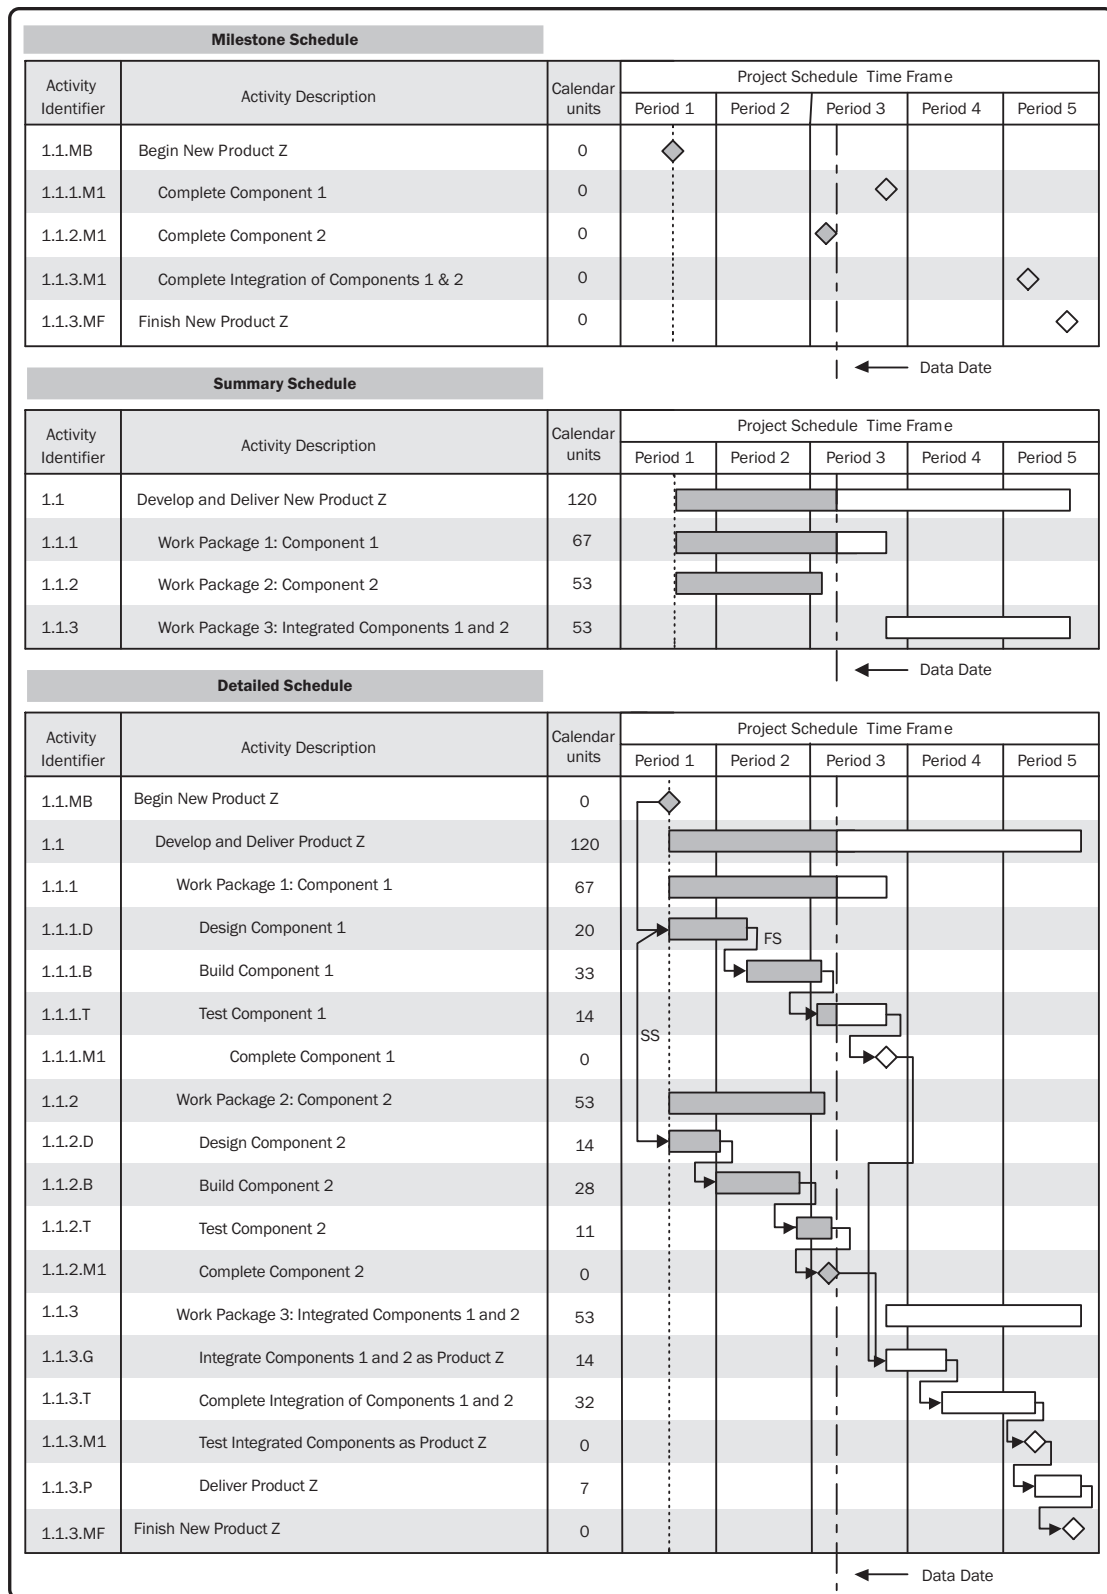 Milestone Schedule
Activity Identifier Activity Description Calendar units Project Schedule Time Frame
Period 1 Period 2 Period 3 Period 4 Period 5
1.1.MB Begin New Product Z 0
1.1.1.M1 Complete Component 1 0
1.1.2.M1 Complete Component 2 0
1.1.3.M1 Complete Integration of Components 1 & 2 0
1.1.3.MF Finish New Product Z 0
Data Date
Summary Schedule
Activity Identifier Activity Description Calendar units Project Schedule Time Frame
Period 1 Period 2 Period 3 Period 4 Period 5
1.1 Develop and Deliver New Product Z 120
1.1.1 Work Package 1: Component 1 67
1.1.2 Work Package 2: Component 2 53
1.1.3 Work Package 3: Integrated Components 1 and 2 53
Data Date
Detailed Schedule
Activity Identifier Activity Description Calendar units Project Schedule Time Frame
Period 1 Period 2 Period 3 Period 4 Period 5
1.1.MB Begin New Product Z 0
1.1 Develop and Deliver Product Z 120
1.1.1 Work Package 1: Component 1 67
1.1.1.D Design Component 1 20
FS
1.1.1.B Build Component 1 33
1.1.1.T Test Component 1 14
SS
1.1.1.M1 Complete Component 1 0
1.1.2 Work Package 2: Component 2 53
1.1.2.D Design Component 2 14
1.1.2.B Build Component 2 28
1.1.2.T Test Component 2 11
1.1.2.M1 Complete Component 2 0
1.1.3 Work Package 3: Integrated Components 1 and 2 53
1.1.3.G Integrate Components 1 and 2 as Product Z 14
1.1.3.T Complete Integration of Components 1 and 2 32
1.1.3.M1 Test Integrated Components as Product Z 0
1.1.3.P Deliver Product Z 7
1.1.3.MF Finish New Product Z 0
Data Date